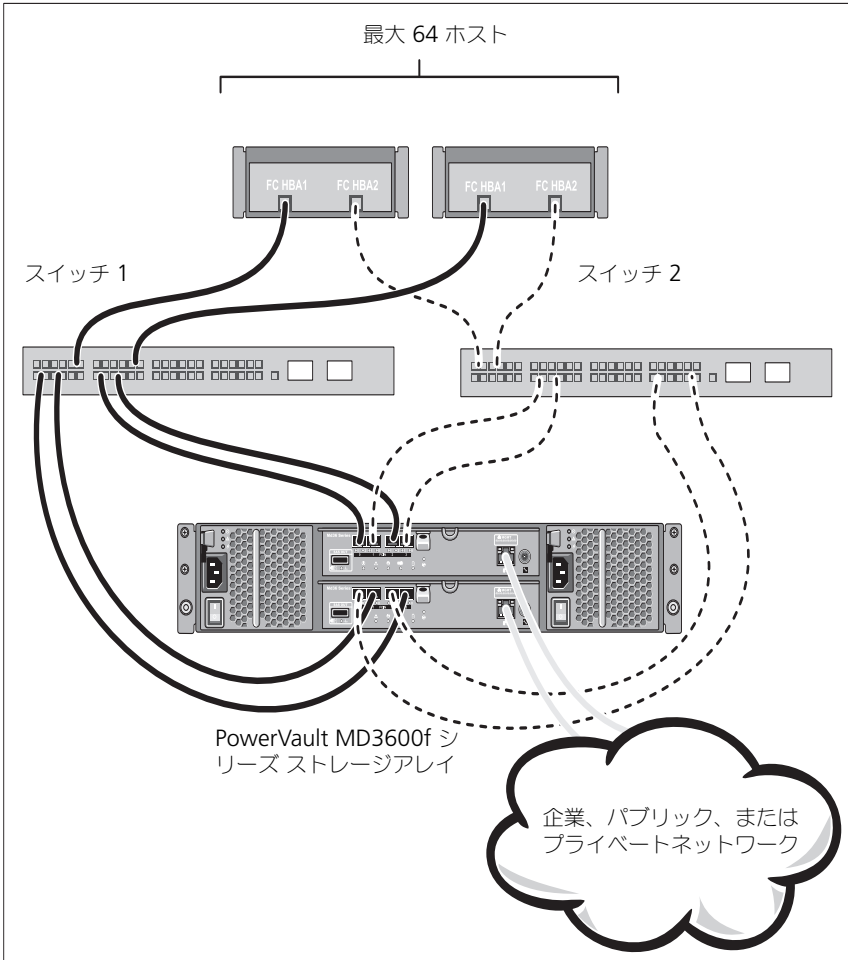 最大 64 ホスト
FC HBA1 FC HBA2
FC HBA1 FC HBA2
スイッチ 1
スイッチ 2
PowerVault MD3600f シ
リーズ ストレージアレイ
企業、パブリック、または
プライベートネットワーク